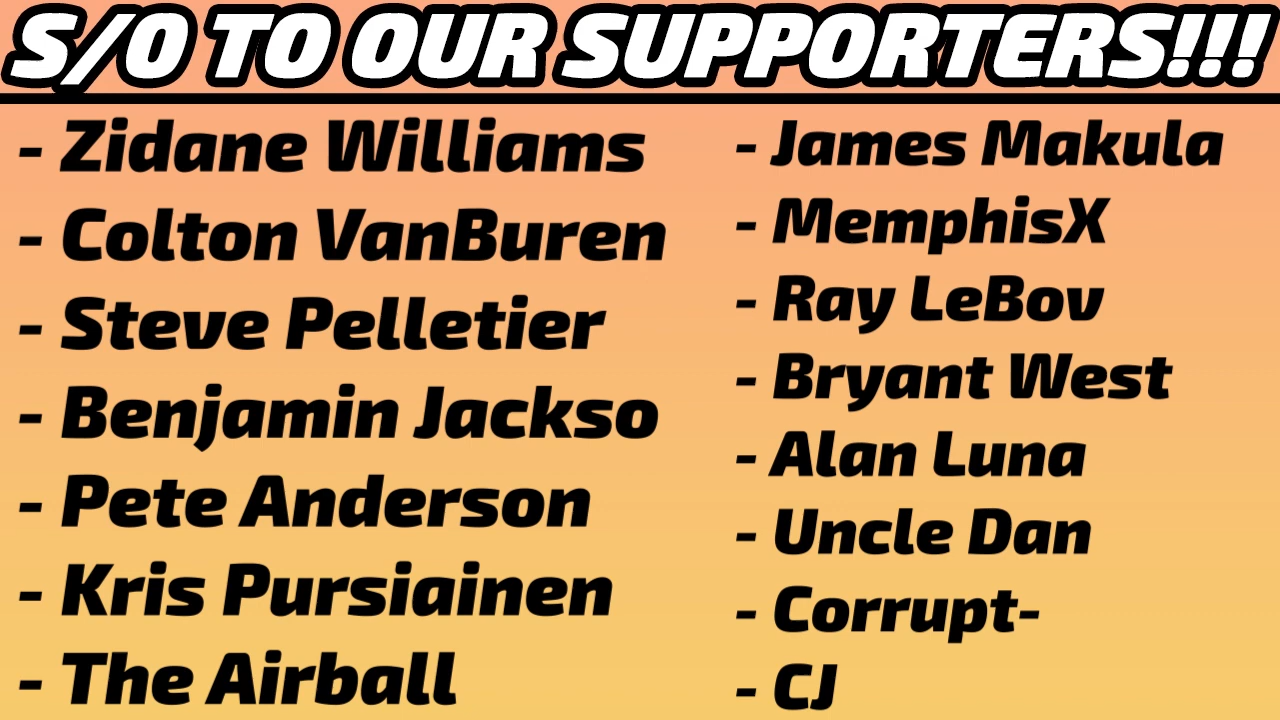 S/O TO OUR SUPPORTERS!!!
- Zidane Williams
- Colton VanBuren
- Steve Pelletier
- Benjamin Jackso
- Pete Anderson
- Kris Pursiainen
- The Airball
- James Makula
- MemphisX
- Ray LeBov
- Bryant West
- Alan Luna
- Uncle Dan
- Corrupt-
- CJ